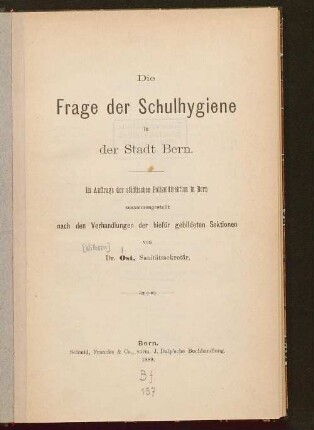 Die
Frage der Schulhygiene
in
der Stadt Bern.
Im Auftrage der städtischen Polizeidirektion in Bern
zusammengestellt
nach den Verhandlungen der hiefür gebildeten Sektionen
von
Dr. Ost, Sanitätssekretär.
Bern.
Schmid, Francke & Co., vorm. J. Dalp'sche Buchhandlung.
1889.
Bf
157